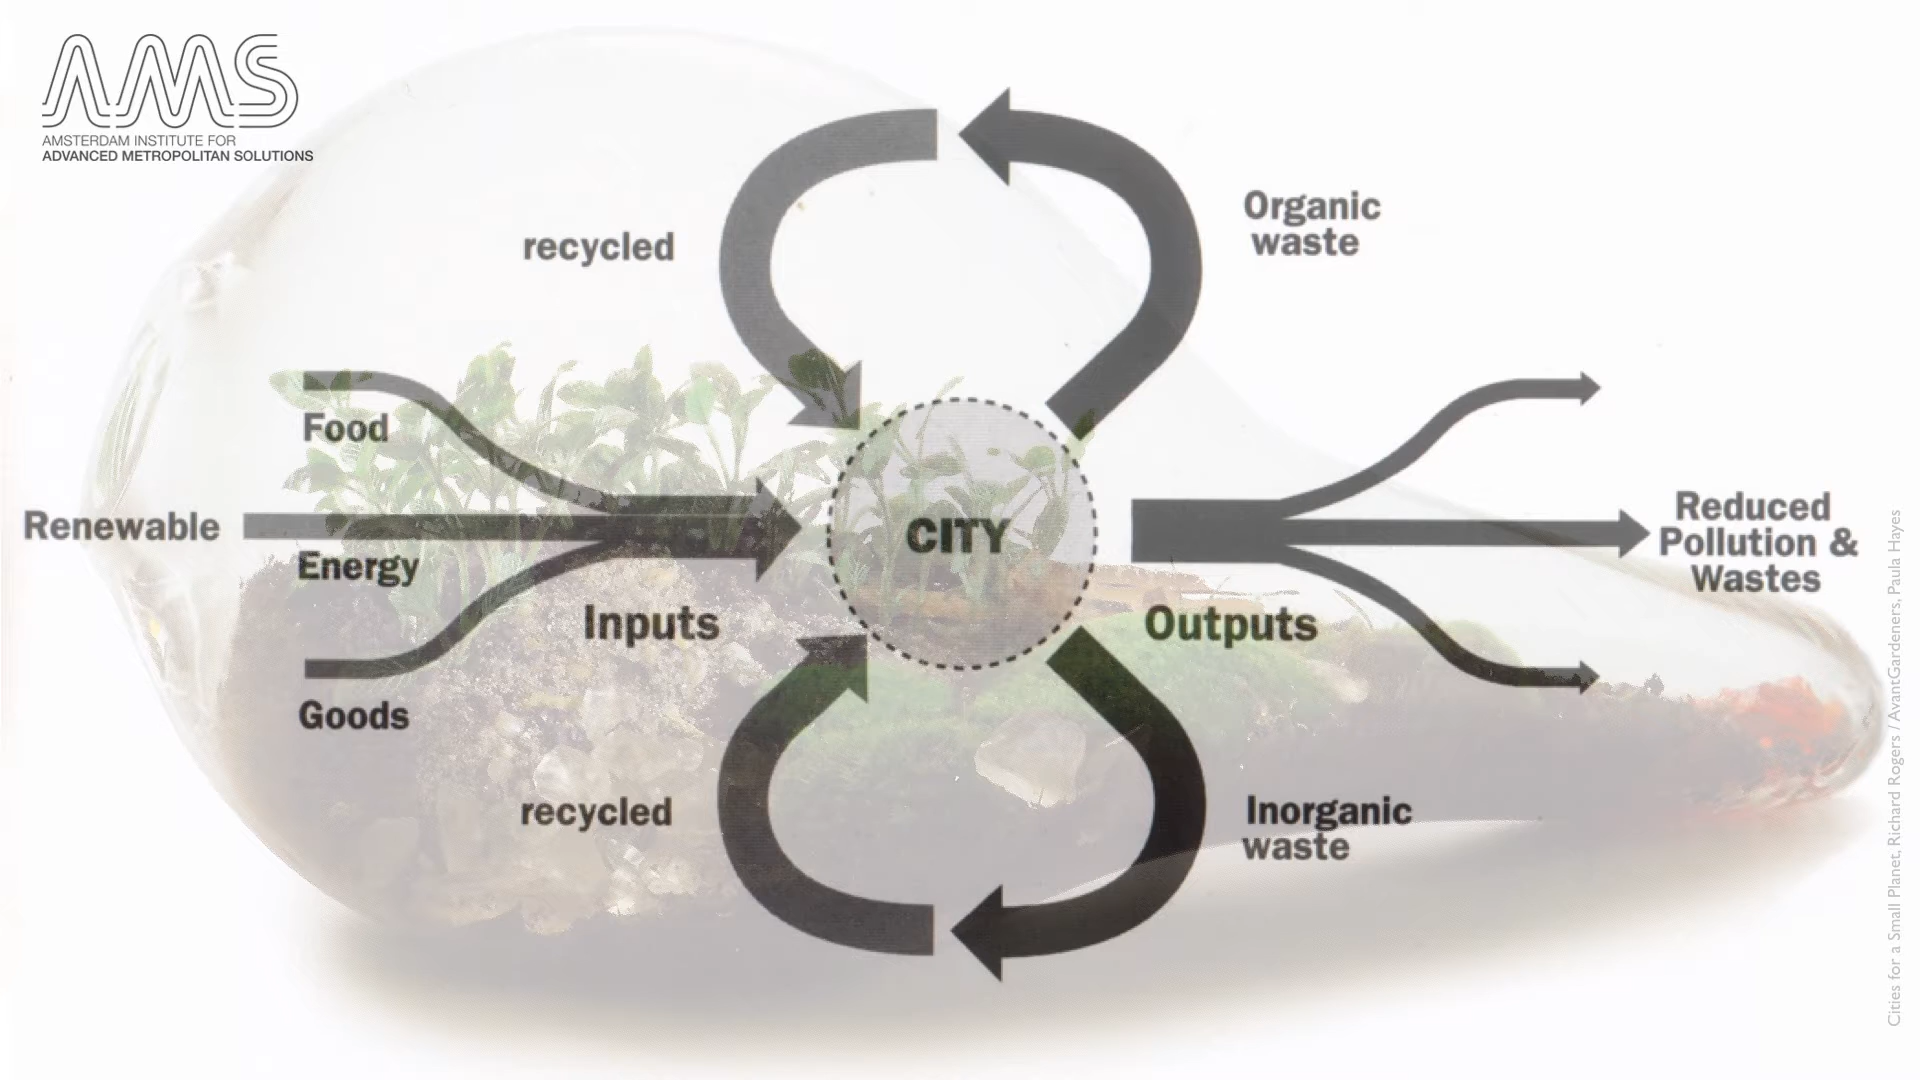 AMS
AMSTERDAM INSTITUTE FOR
ADVANCED METROPOLITAN SOLUTIONS
recycled
Organic
waste
Food
Renewable
Energy
Goods
Inputs
CITY
Outputs
Reduced
Pollution &
Wastes
recycled
Inorganic
waste
Cities for a Small Planet, Richard Rogers / AvantGardeners, Paula Hayes